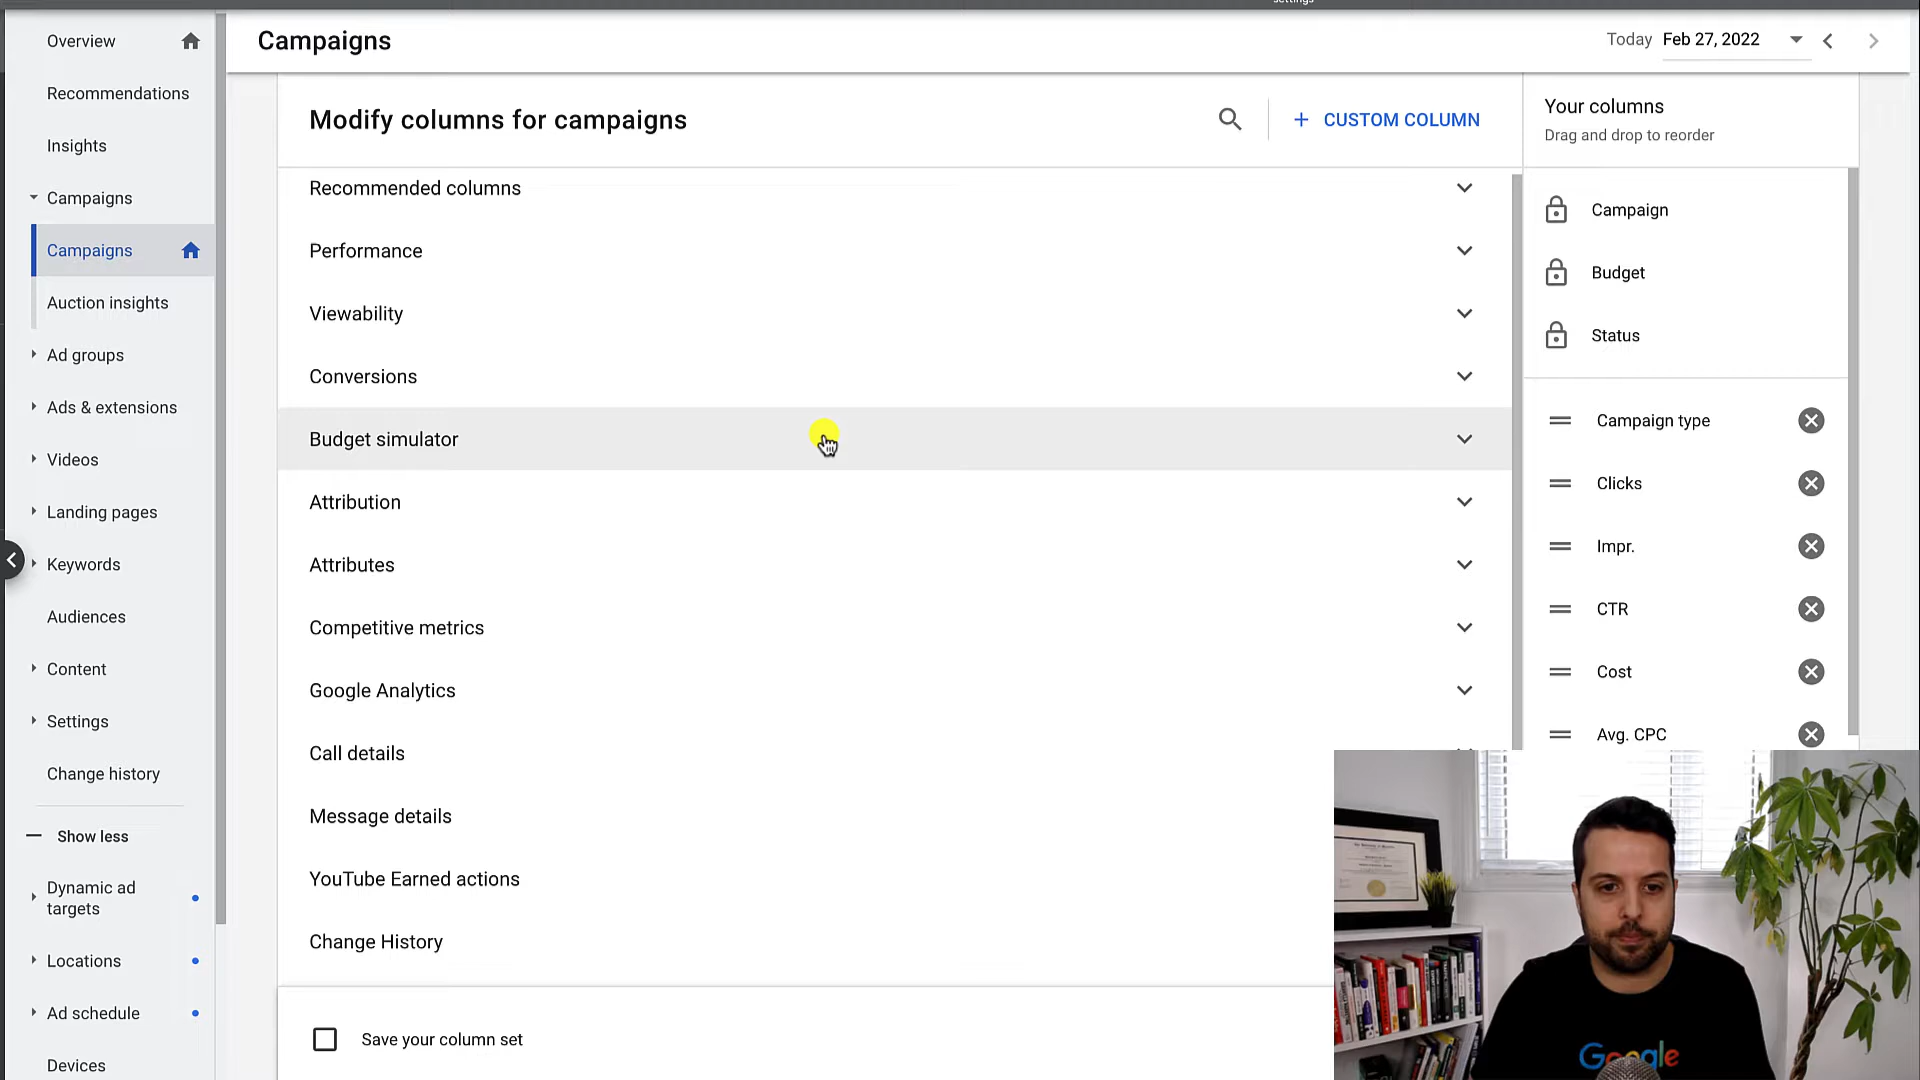 settings
Overview
Recommendations
Insights
Campaigns
Campaigns
Auction insights
Ad groups
Ads & extensions
Videos
Landing pages
Keywords
Audiences
Content
Settings
Change history
Show less
Dynamic ad
targets
Locations
Ad schedule
Devices
Campaigns
Today Feb 27, 2022
Modify columns for campaigns
+ CUSTOM COLUMN
Recommended columns
Performance
Viewability
Conversions
Budget simulator
Attribution
Attributes
Competitive metrics
Google Analytics
Call details
Message details
YouTube Earned actions
Change History
Save your column set
Your columns
Drag and drop to reorder
Campaign
Budget
Status
Campaign type
Clicks
Impr.
CTR
Cost
Avg. CPC
Google